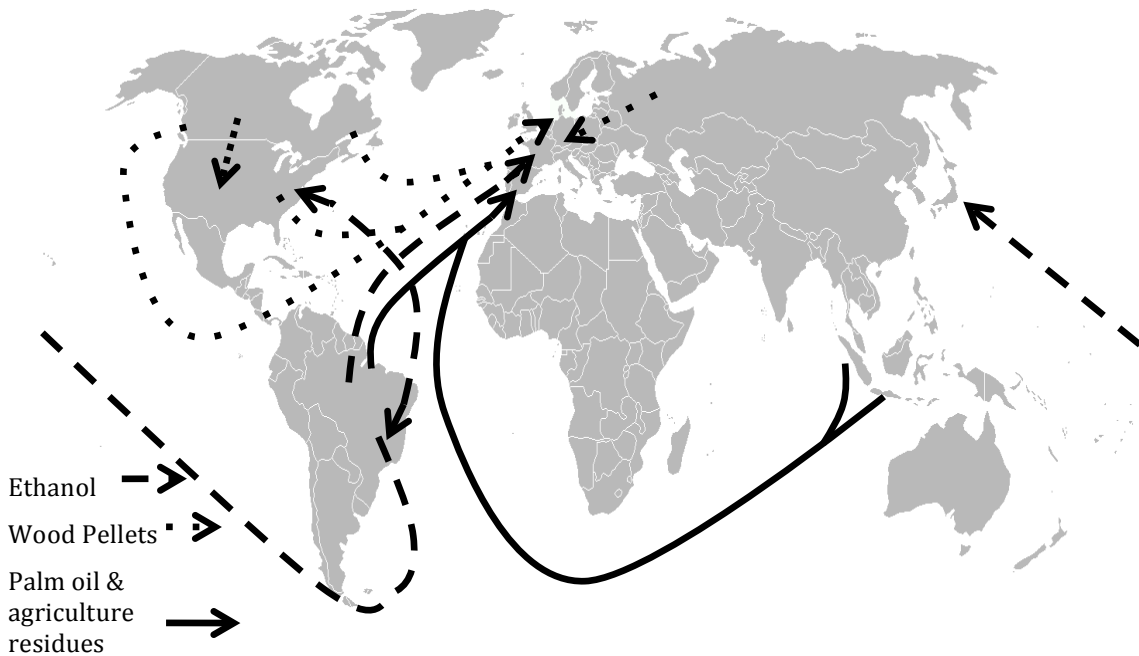 Ethanol
Wood Pellets
Palm oil &
agriculture
residues